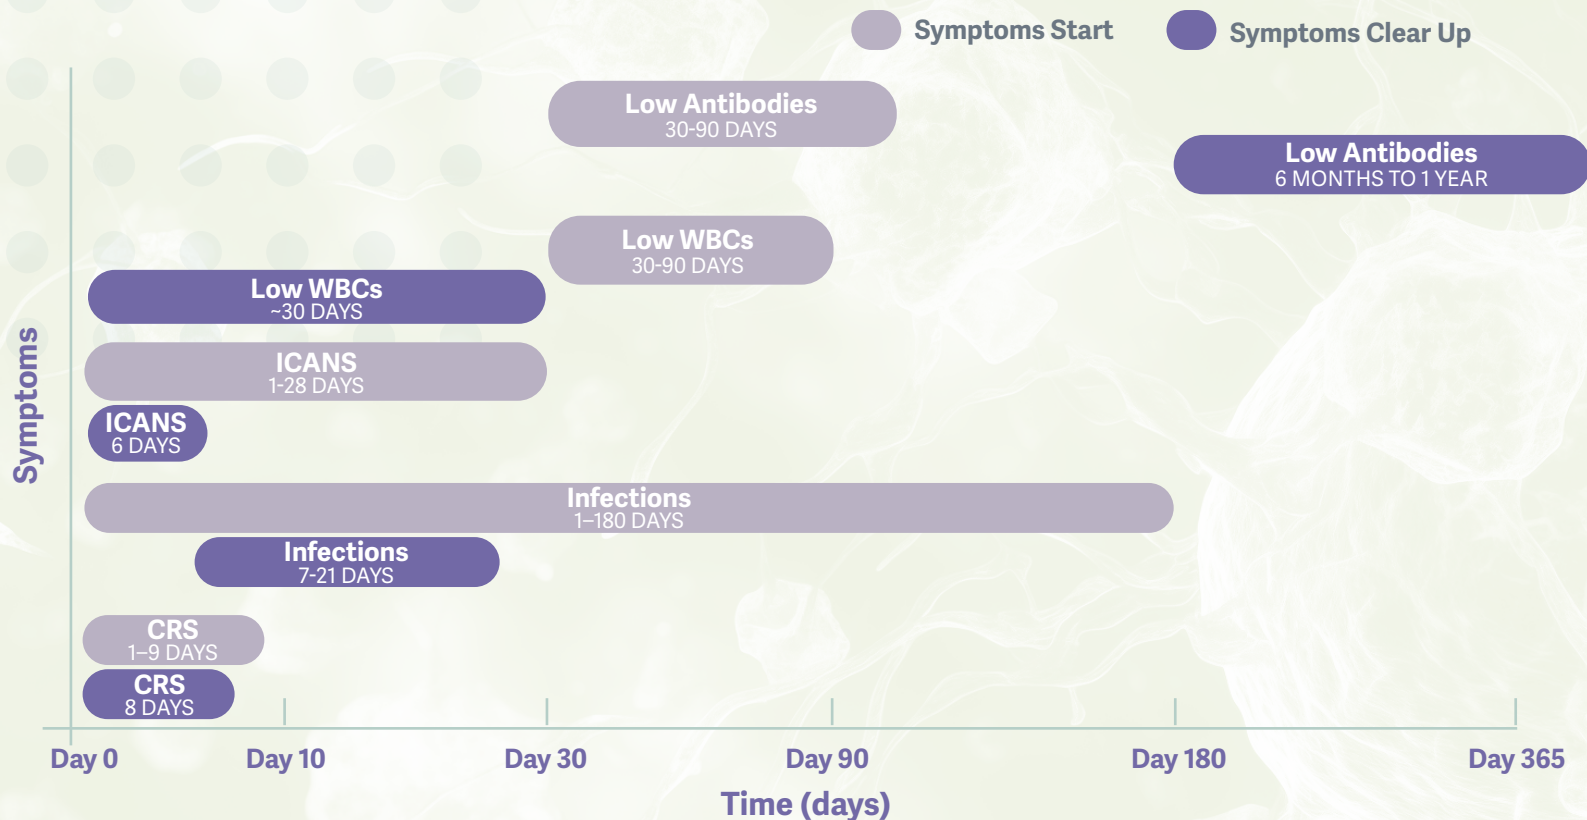 Symptoms Start
Symptoms Clear Up
Low Antibodies
30-90 DAYS
Low Antibodies
6 MONTHS TO 1 YEAR
Low WBCs
30-90 DAYS
Low WBCs
~30 DAYS
ICANS
1-28 DAYS
ICANS
6 DAYS
Infections
1–180 DAYS
Infections
7-21 DAYS
CRS
1–9 DAYS
CRS
8 DAYS
Symptoms
Day 0
Day 10
Day 30
Day 90
Day 180
Day 365
Time (days)